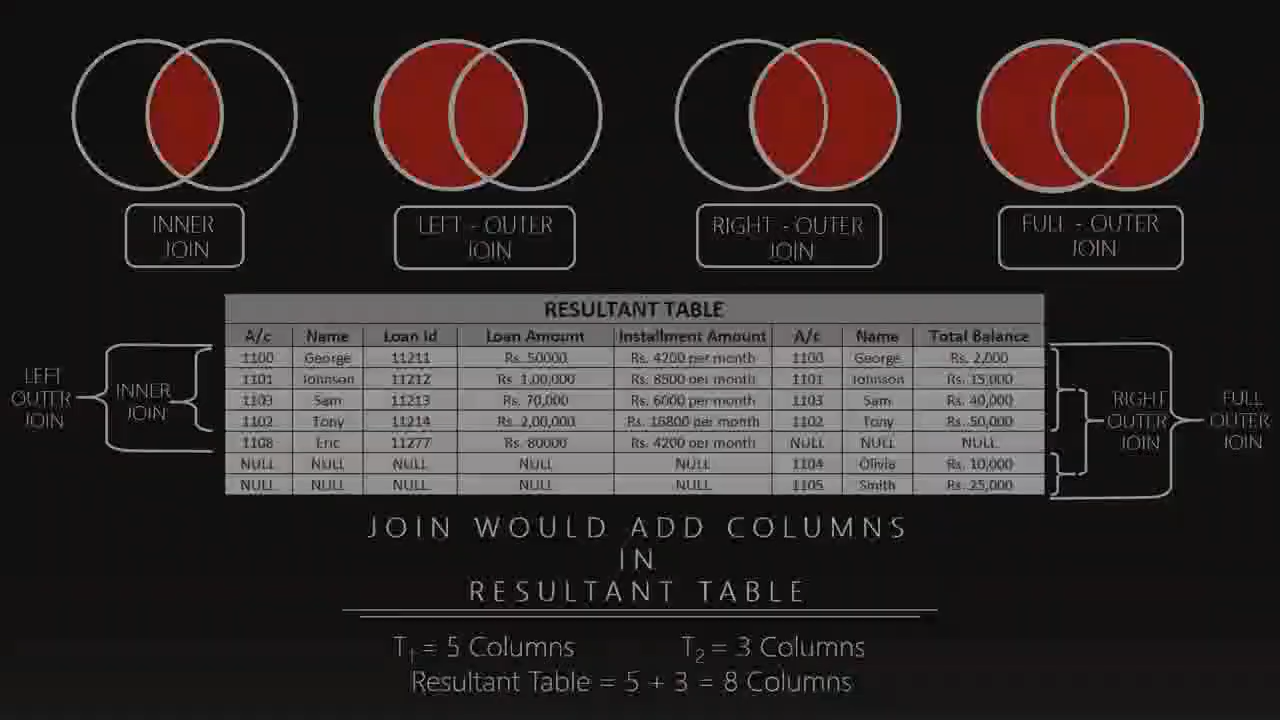 INNER JOIN
LEFT - OUTER JOIN
RIGHT - OUTER JOIN
FULL - OUTER JOIN
RESULTANT TABLE
A/c Name Loan Id Loan Amount Installment Amount A/c Name Total Balance
1100 George 11211 Rs. 50000 Rs. 4200 per month 1100 George Rs. 2,000
1101 Johnson 11212 Rs. 1,00,000 Rs. 8500 per month 1101 Johnson Rs. 15,000
1103 Sam 11213 Rs. 70,000 Rs. 6000 per month 1103 Sam Rs. 40,000
1102 Tony 11214 Rs. 2,00,000 Rs. 16800 per month 1102 Tony Rs. 50,000
1108 Eric 11277 Rs. 80000 Rs. 4200 per month NULL NULL NULL
NULL NULL NULL NULL NULL 1104 Olivia Rs. 10,000
NULL NULL NULL NULL NULL 1105 Smith Rs. 25,000
LEFT OUTER JOIN
INNER JOIN
RIGHT OUTER JOIN
FULL OUTER JOIN
JOIN WOULD ADD COLUMNS
IN
RESULTANT TABLE
T1 = 5 Columns T2 = 3 Columns
Resultant Table = 5 + 3 = 8 Columns